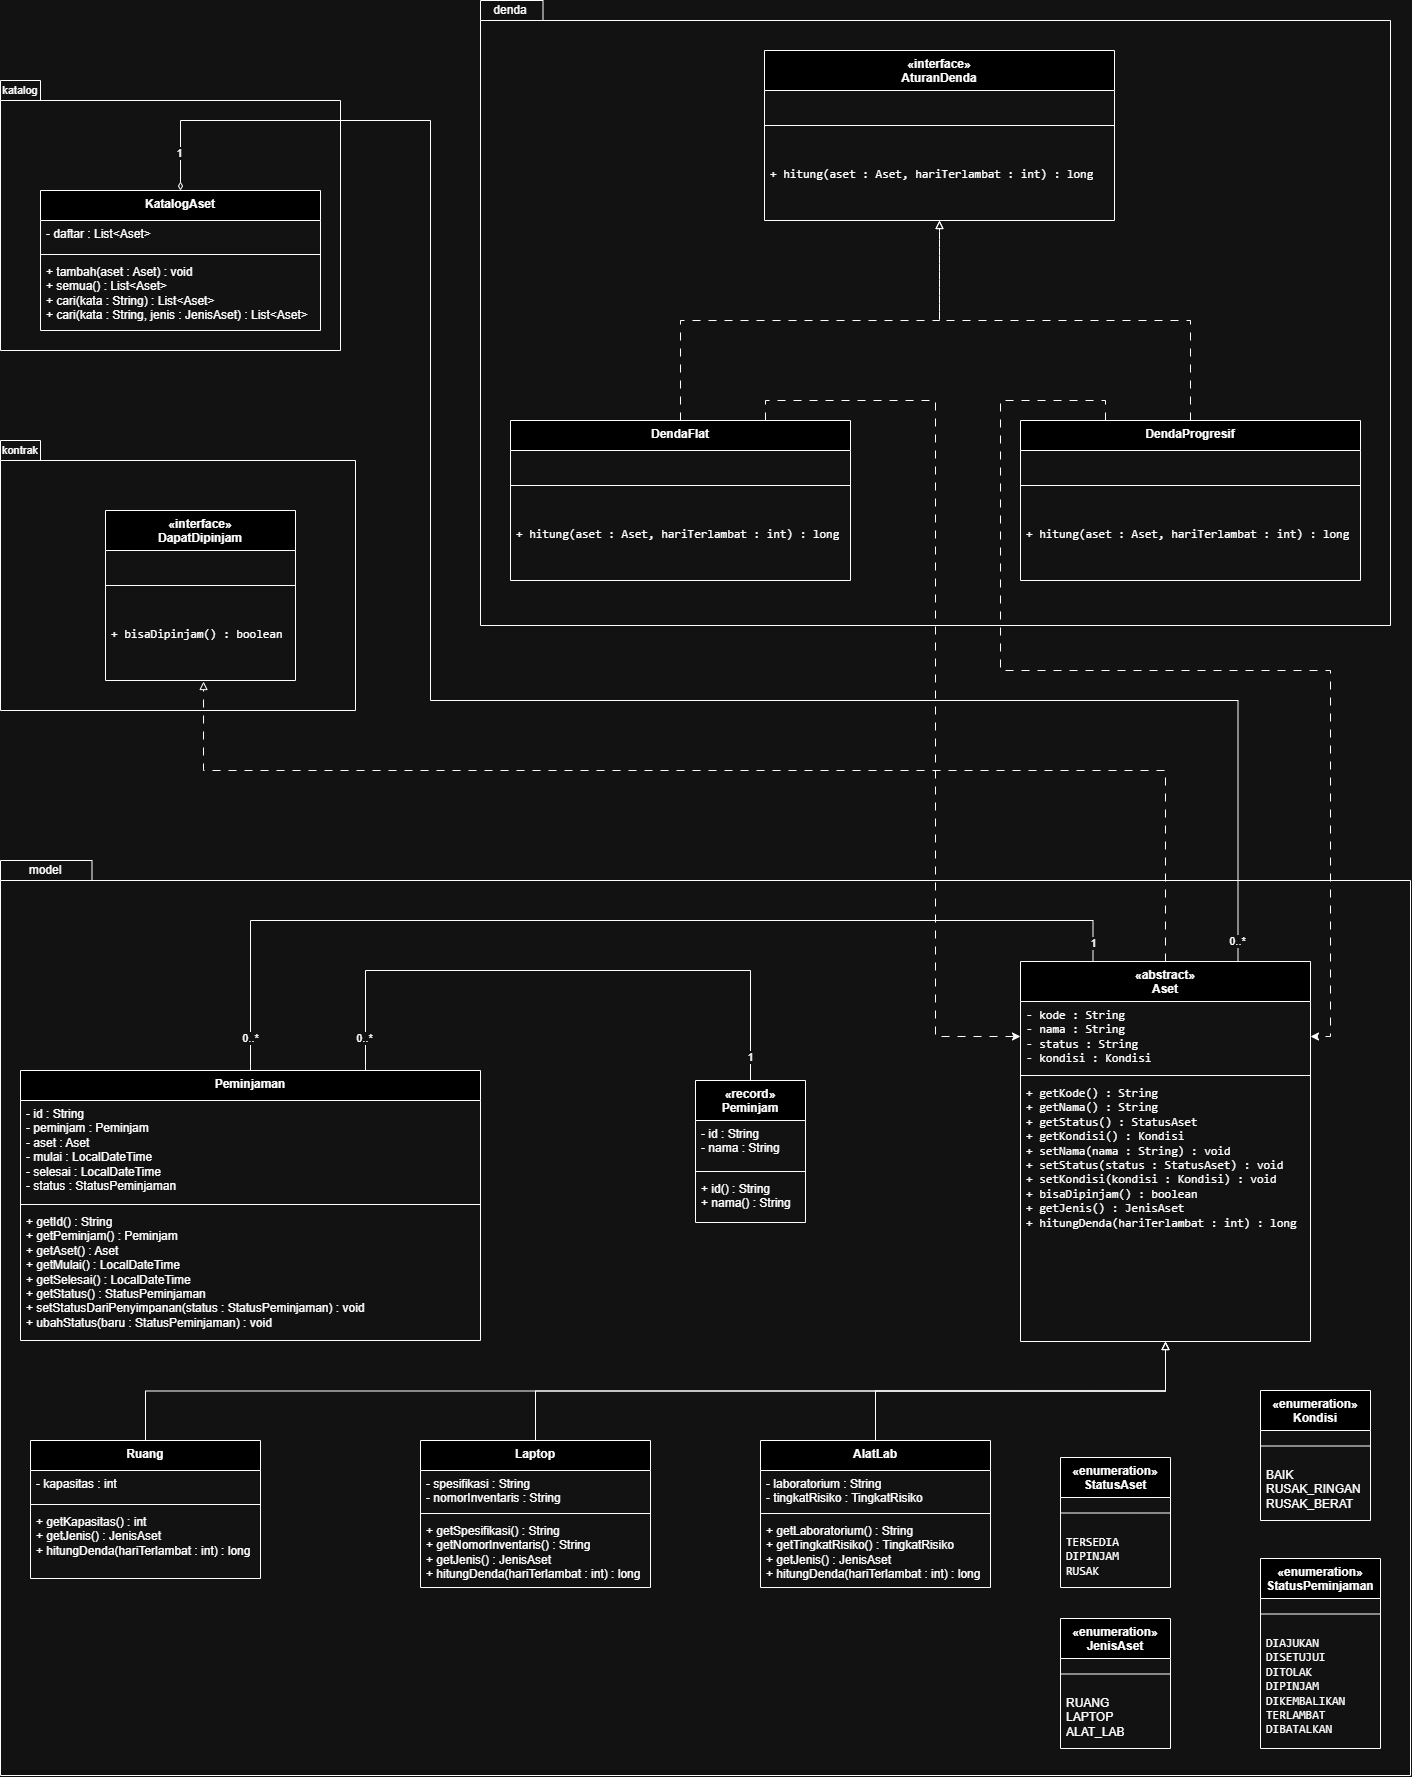 denda
«interface»
AturanDenda
+ hitung(aset : Aset, hariTerlambat : int) : long
katalog
1
KatalogAset
- daftar : List<Aset>
+ tambah(aset : Aset) : void
+ semua() : List<Aset>
+ cari(kata : String) : List<Aset>
+ cari(kata : String, jenis : JenisAset) : List<Aset>
DendaFlat
+ hitung(aset : Aset, hariTerlambat : int) : long
DendaProgresif
+ hitung(aset : Aset, hariTerlambat : int) : long
kontrak
«interface»
DapatDipinjam
+ bisaDipinjam() : boolean
model
1
0..*
0..*
0..*
1
Peminjaman
- id : String
- peminjam : Peminjam
- aset : Aset
- mulai : LocalDateTime
- selesai : LocalDateTime
- status : StatusPeminjaman
+ getId() : String
+ getPeminjam() : Peminjam
+ getAset() : Aset
+ getMulai() : LocalDateTime
+ getSelesai() : LocalDateTime
+ getStatus() : StatusPeminjaman
+ setStatusDariPenyimpanan(status : StatusPeminjaman) : void
+ ubahStatus(baru : StatusPeminjaman) : void
«record»
Peminjam
- id : String
- nama : String
+ id() : String
+ nama() : String
«abstract»
Aset
- kode : String
- nama : String
- status : String
- kondisi : Kondisi
+ getKode() : String
+ getNama() : String
+ getStatus() : StatusAset
+ getKondisi() : Kondisi
+ setNama(nama : String) : void
+ setStatus(status : StatusAset) : void
+ setKondisi(kondisi : Kondisi) : void
+ bisaDipinjam() : boolean
+ getJenis() : JenisAset
+ hitungDenda(hariTerlambat : int) : long
Ruang
- kapasitas : int
+ getKapasitas() : int
+ getJenis() : JenisAset
+ hitungDenda(hariTerlambat : int) : long
Laptop
- spesifikasi : String
- nomorInventaris : String
+ getSpesifikasi() : String
+ getNomorInventaris() : String
+ getJenis() : JenisAset
+ hitungDenda(hariTerlambat : int) : long
AlatLab
- laboratorium : String
- tingkatRisiko : TingkatRisiko
+ getLaboratorium() : String
+ getTingkatRisiko() : TingkatRisiko
+ getJenis() : JenisAset
+ hitungDenda(hariTerlambat : int) : long
«enumeration»
StatusAset
TERSEDIA
DIPINJAM
RUSAK
«enumeration»
Kondisi
BAIK
RUSAK_RINGAN
RUSAK_BERAT
«enumeration»
JenisAset
RUANG
LAPTOP
ALAT_LAB
«enumeration»
StatusPeminjaman
DIAJUKAN
DISETUJUI
DITOLAK
DIPINJAM
DIKEMBALIKAN
TERLAMBAT
DIBATALKAN